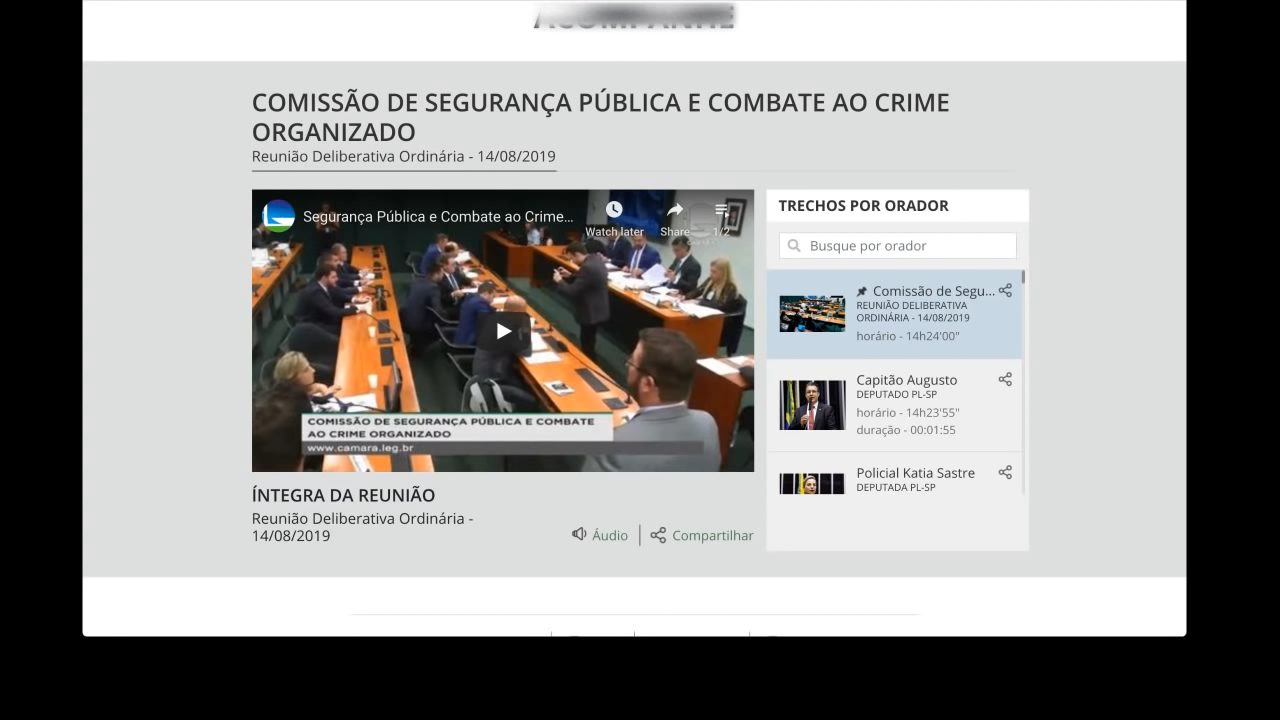 ACOMPANHE
COMISSÃO DE SEGURANÇA PÚBLICA E COMBATE AO CRIME
ORGANIZADO
Reunião Deliberativa Ordinária - 14/08/2019
Segurança Pública e Combate ao Crime...
Watch later
Share
1/2
COMISSÃO DE SEGURANÇA PÚBLICA E COMBATE
AO CRIME ORGANIZADO
www.camara.leg.br
ÍNTEGRA DA REUNIÃO
Reunião Deliberativa Ordinária -
14/08/2019
Áudio
Compartilhar
TRECHOS POR ORADOR
Busque por orador
Comissão de Segu...
REUNIÃO DELIBERATIVA
ORDINÁRIA - 14/08/2019
horário - 14h24'00"
Capitão Augusto
DEPUTADO PL-SP
horário - 14h23'55"
duração - 00:01:55
Policial Katia Sastre
DEPUTADA PL-SP